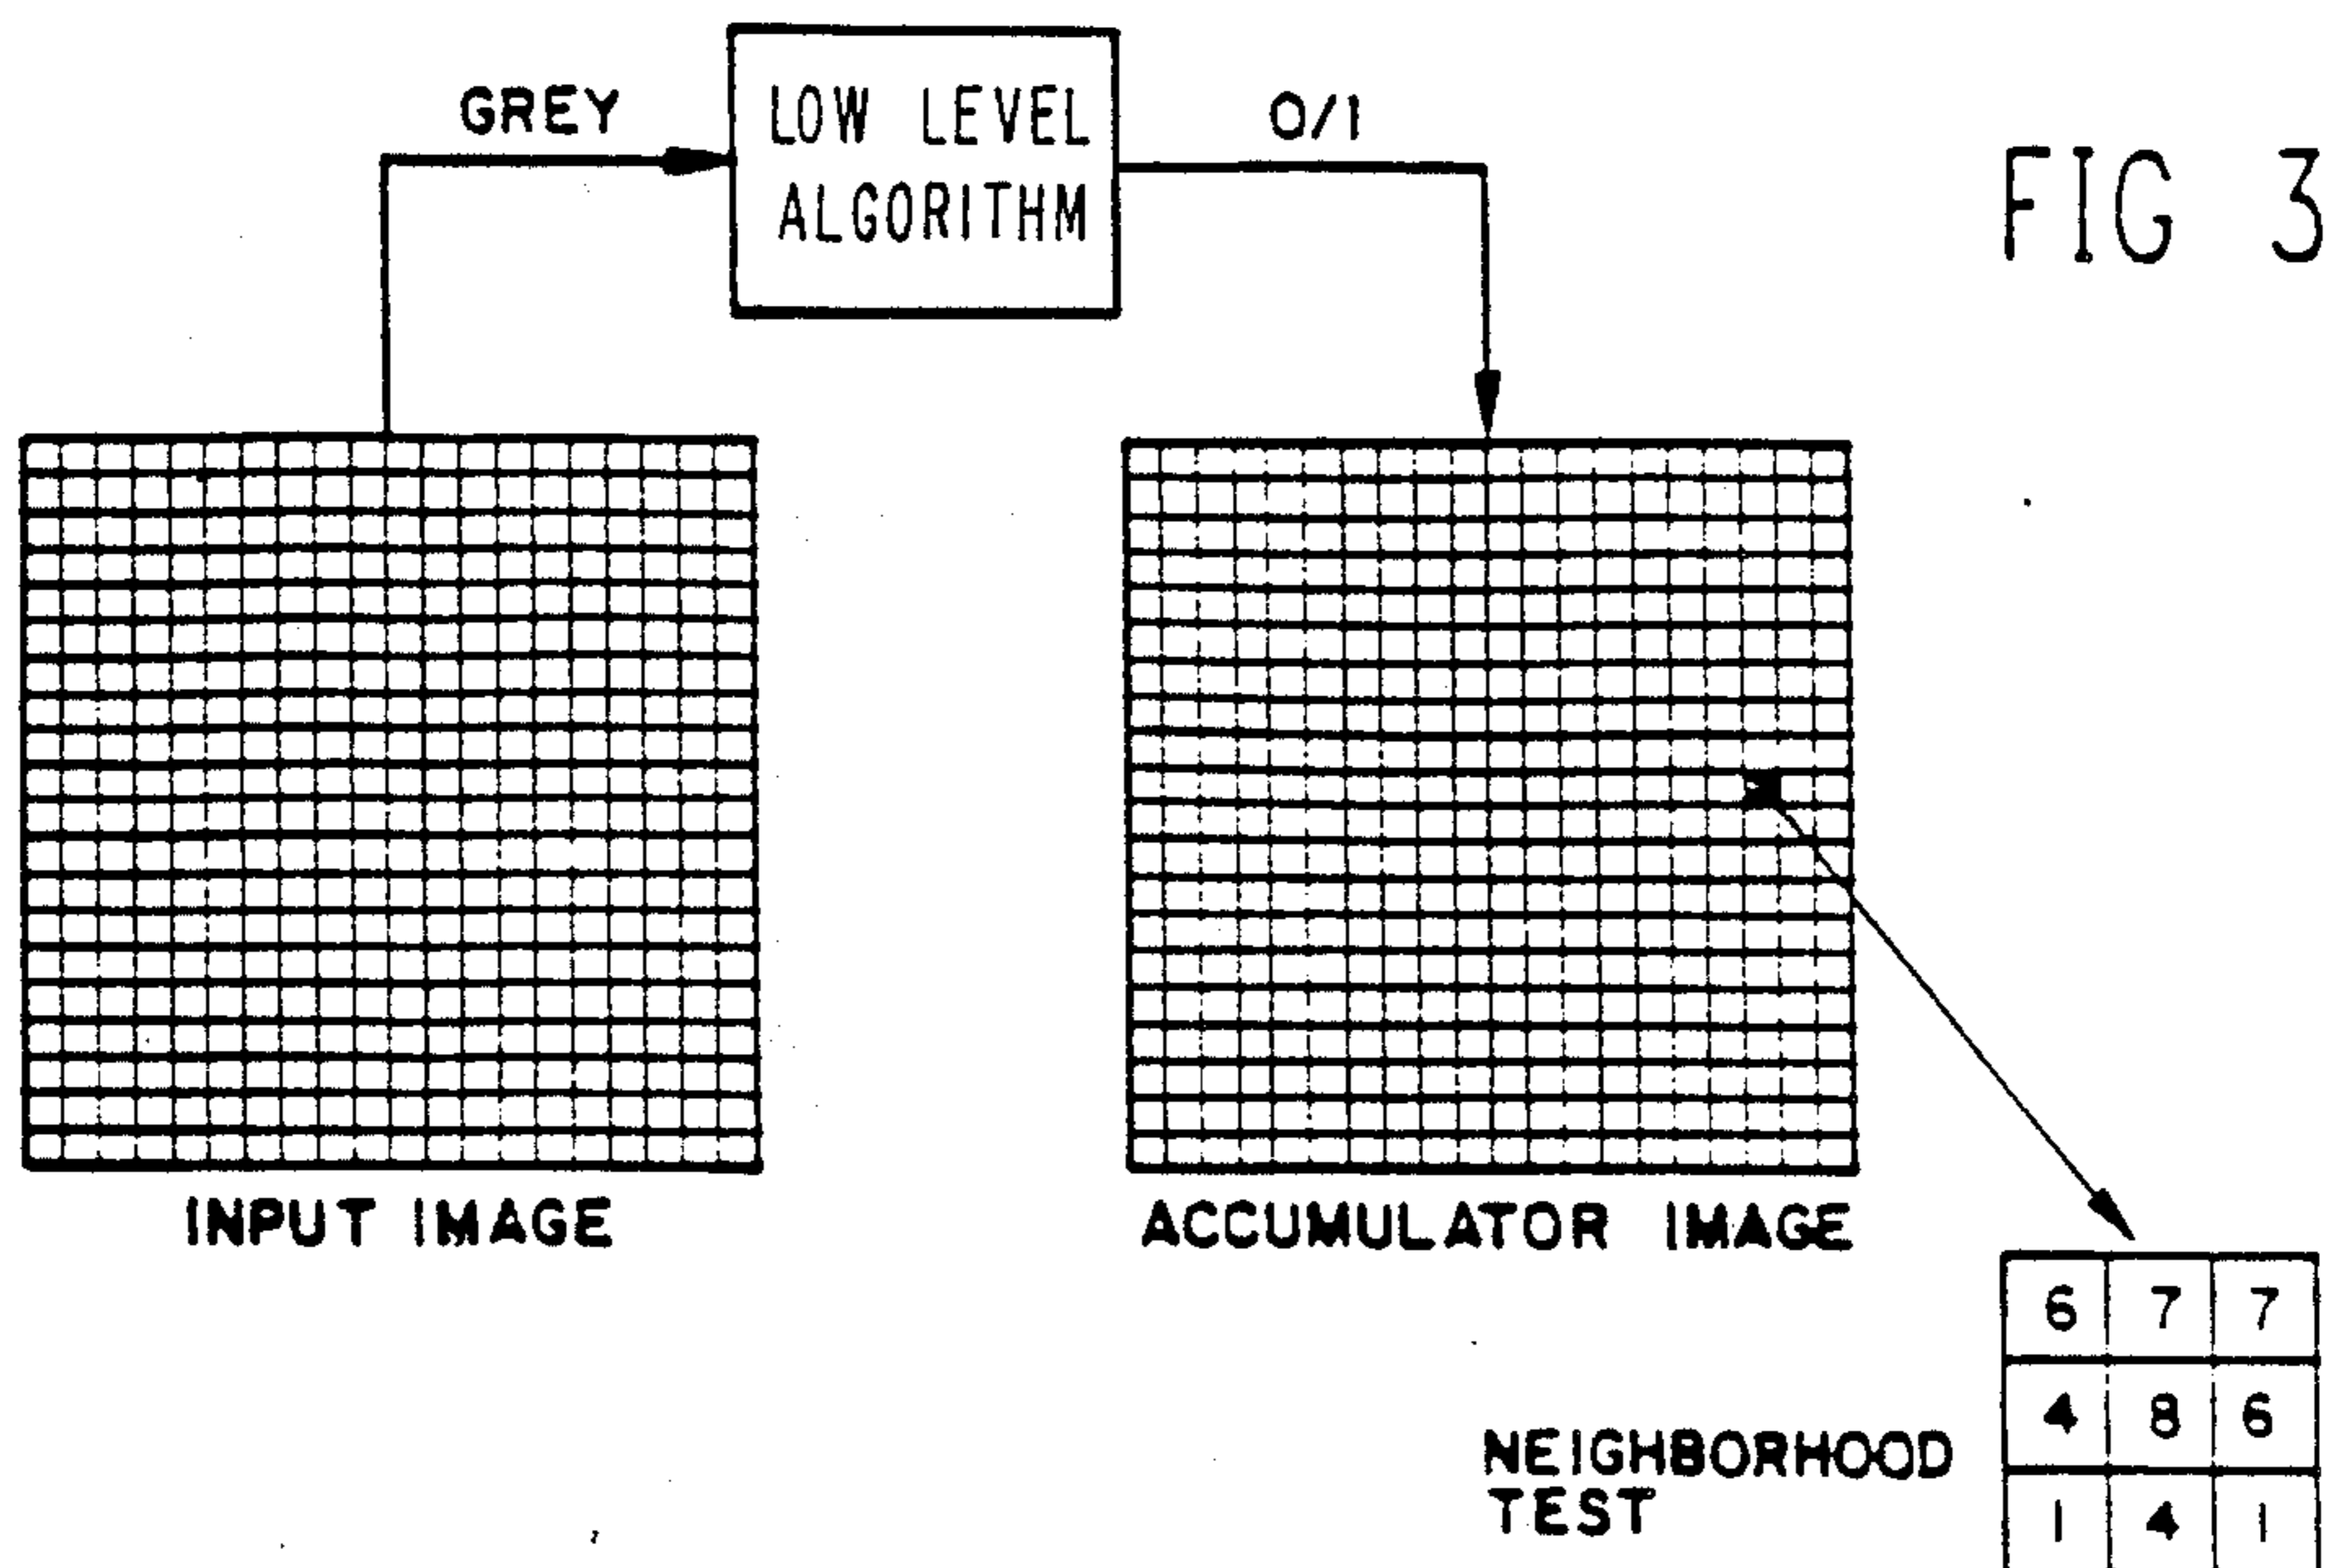 GREY
LOW LEVEL
ALGORITHM
0/1
FIG 3
INPUT IMAGE
ACCUMULATOR IMAGE
6 7 7
4 8 6
1 4 1
NEIGHBORHOOD
TEST